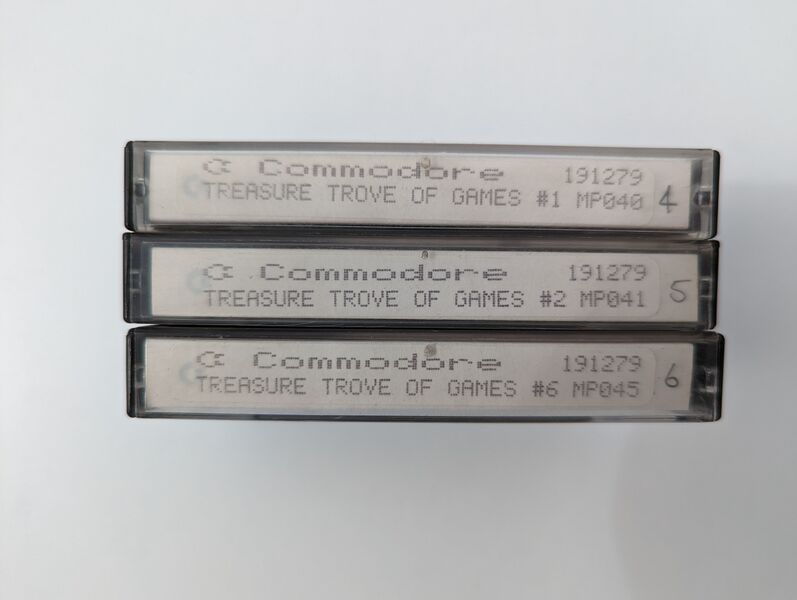 Commodore 191279
TREASURE TROVE OF GAMES #1 MP040 4
Commodore 191279
TREASURE TROVE OF GAMES #2 MP041 5
Commodore 191279
TREASURE TROVE OF GAMES #6 MP045 6